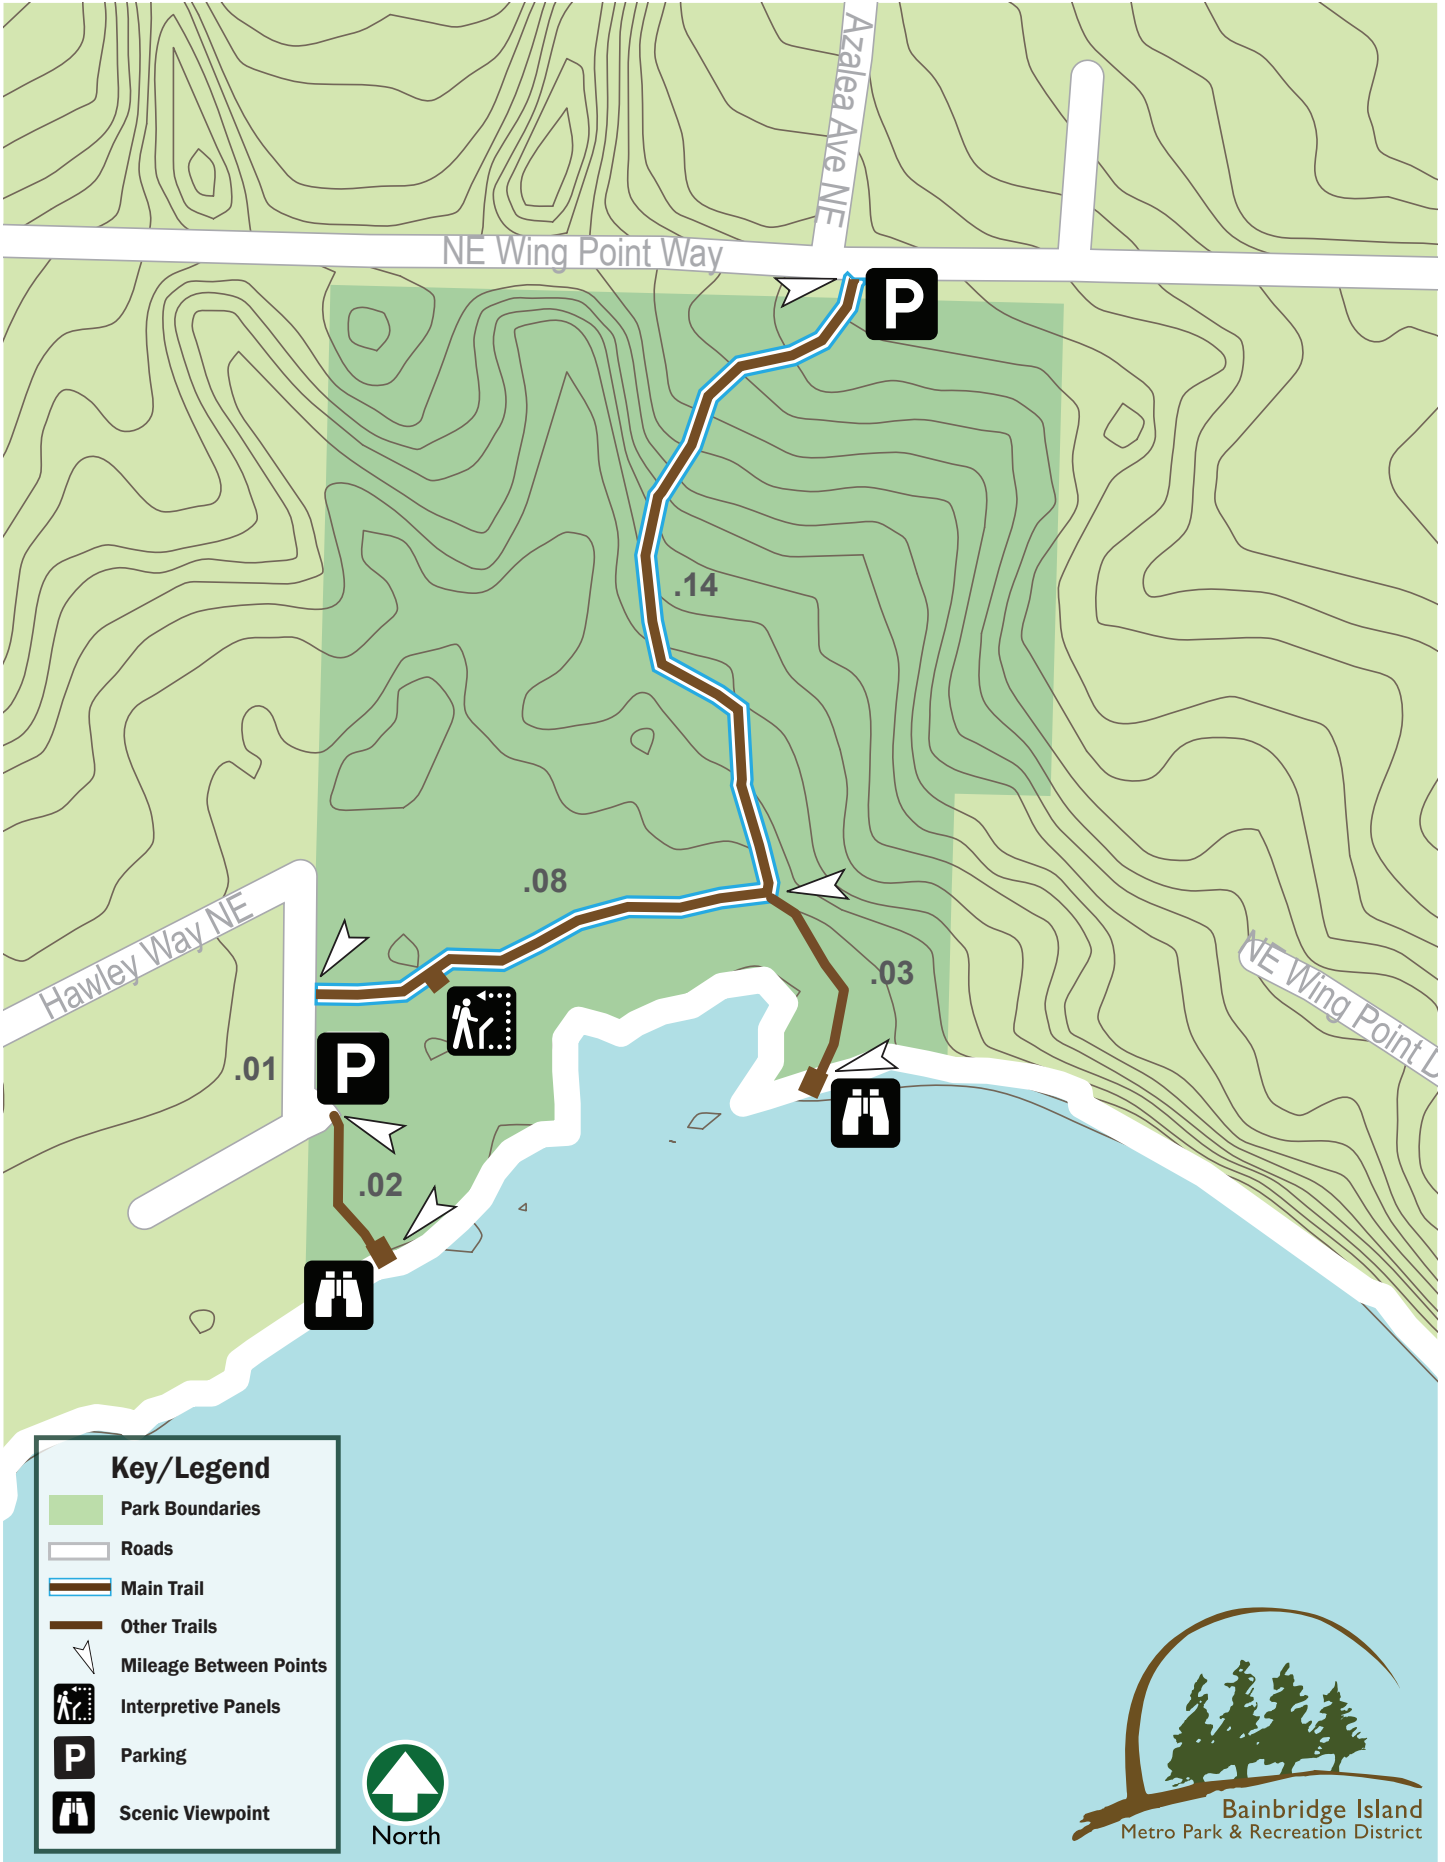 Azalea Ave NE
NE Wing Point Way
P
.14
.08
Hawley Way NE
.03
NE Wing Point D
.01
P
.02
Key/Legend
Park Boundaries
Roads
Main Trail
Other Trails
Mileage Between Points
Interpretive Panels
P Parking
Scenic Viewpoint
North
Bainbridge Island
Metro Park & Recreation District